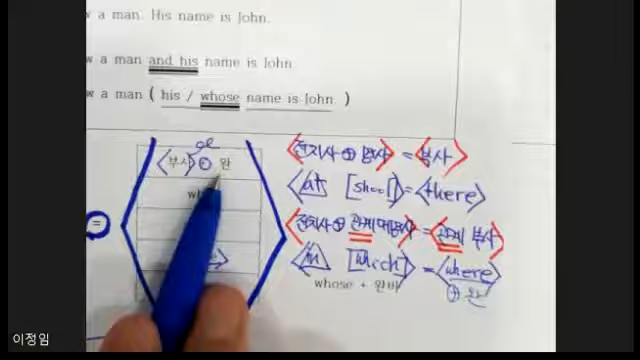 w a man. His name is John.
w a man and his name is John.
w a man ( his / whose name is John. )
<부사> + 완
wh
=
<전치사 + 명사> = <부사>
<at [school]> = <there>
<전치사 + 관계대명사> = <관계 부사>
<in [which]> = <where>
+ 완
whose + 완비
이정임